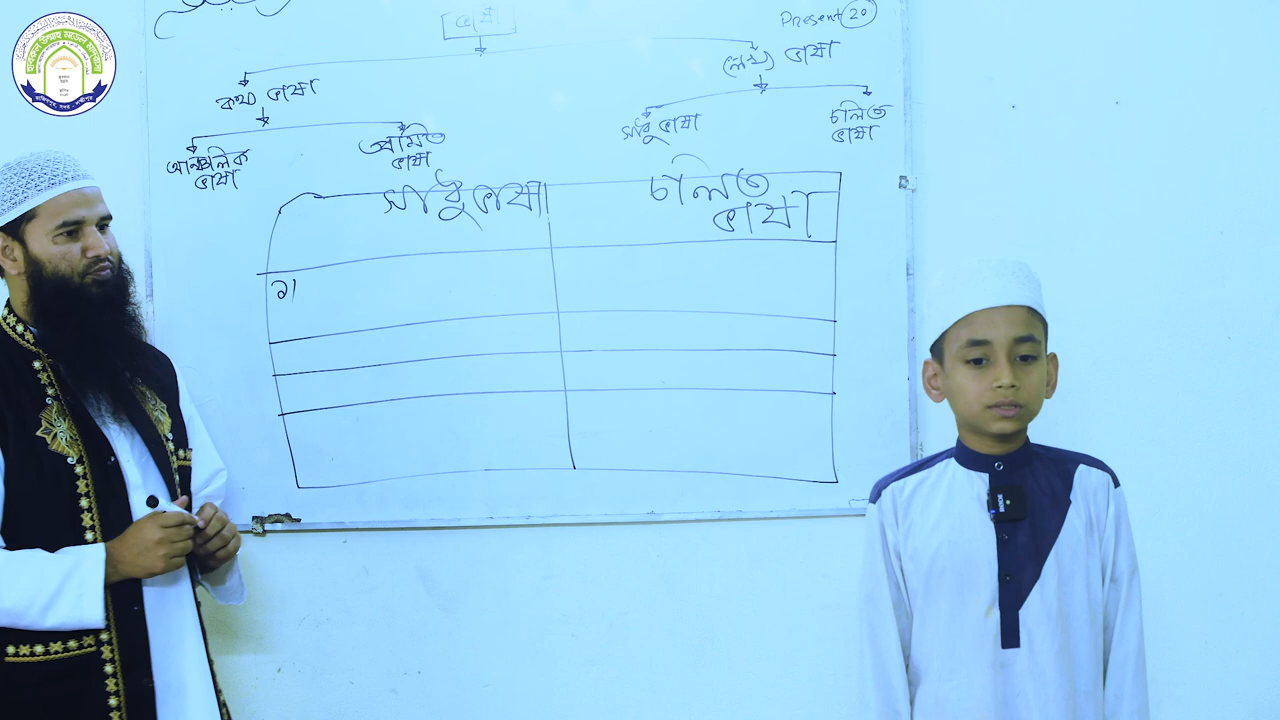 ভাষা
Present 20
কথ্য ভাষা
লেখ্য ভাষা
আঞ্চলিক
ভাষা
প্রমিত
ভাষা
সাধু ভাষা
চলিত
ভাষা
সাধু ভাষা
চলিত
ভাষা
১।